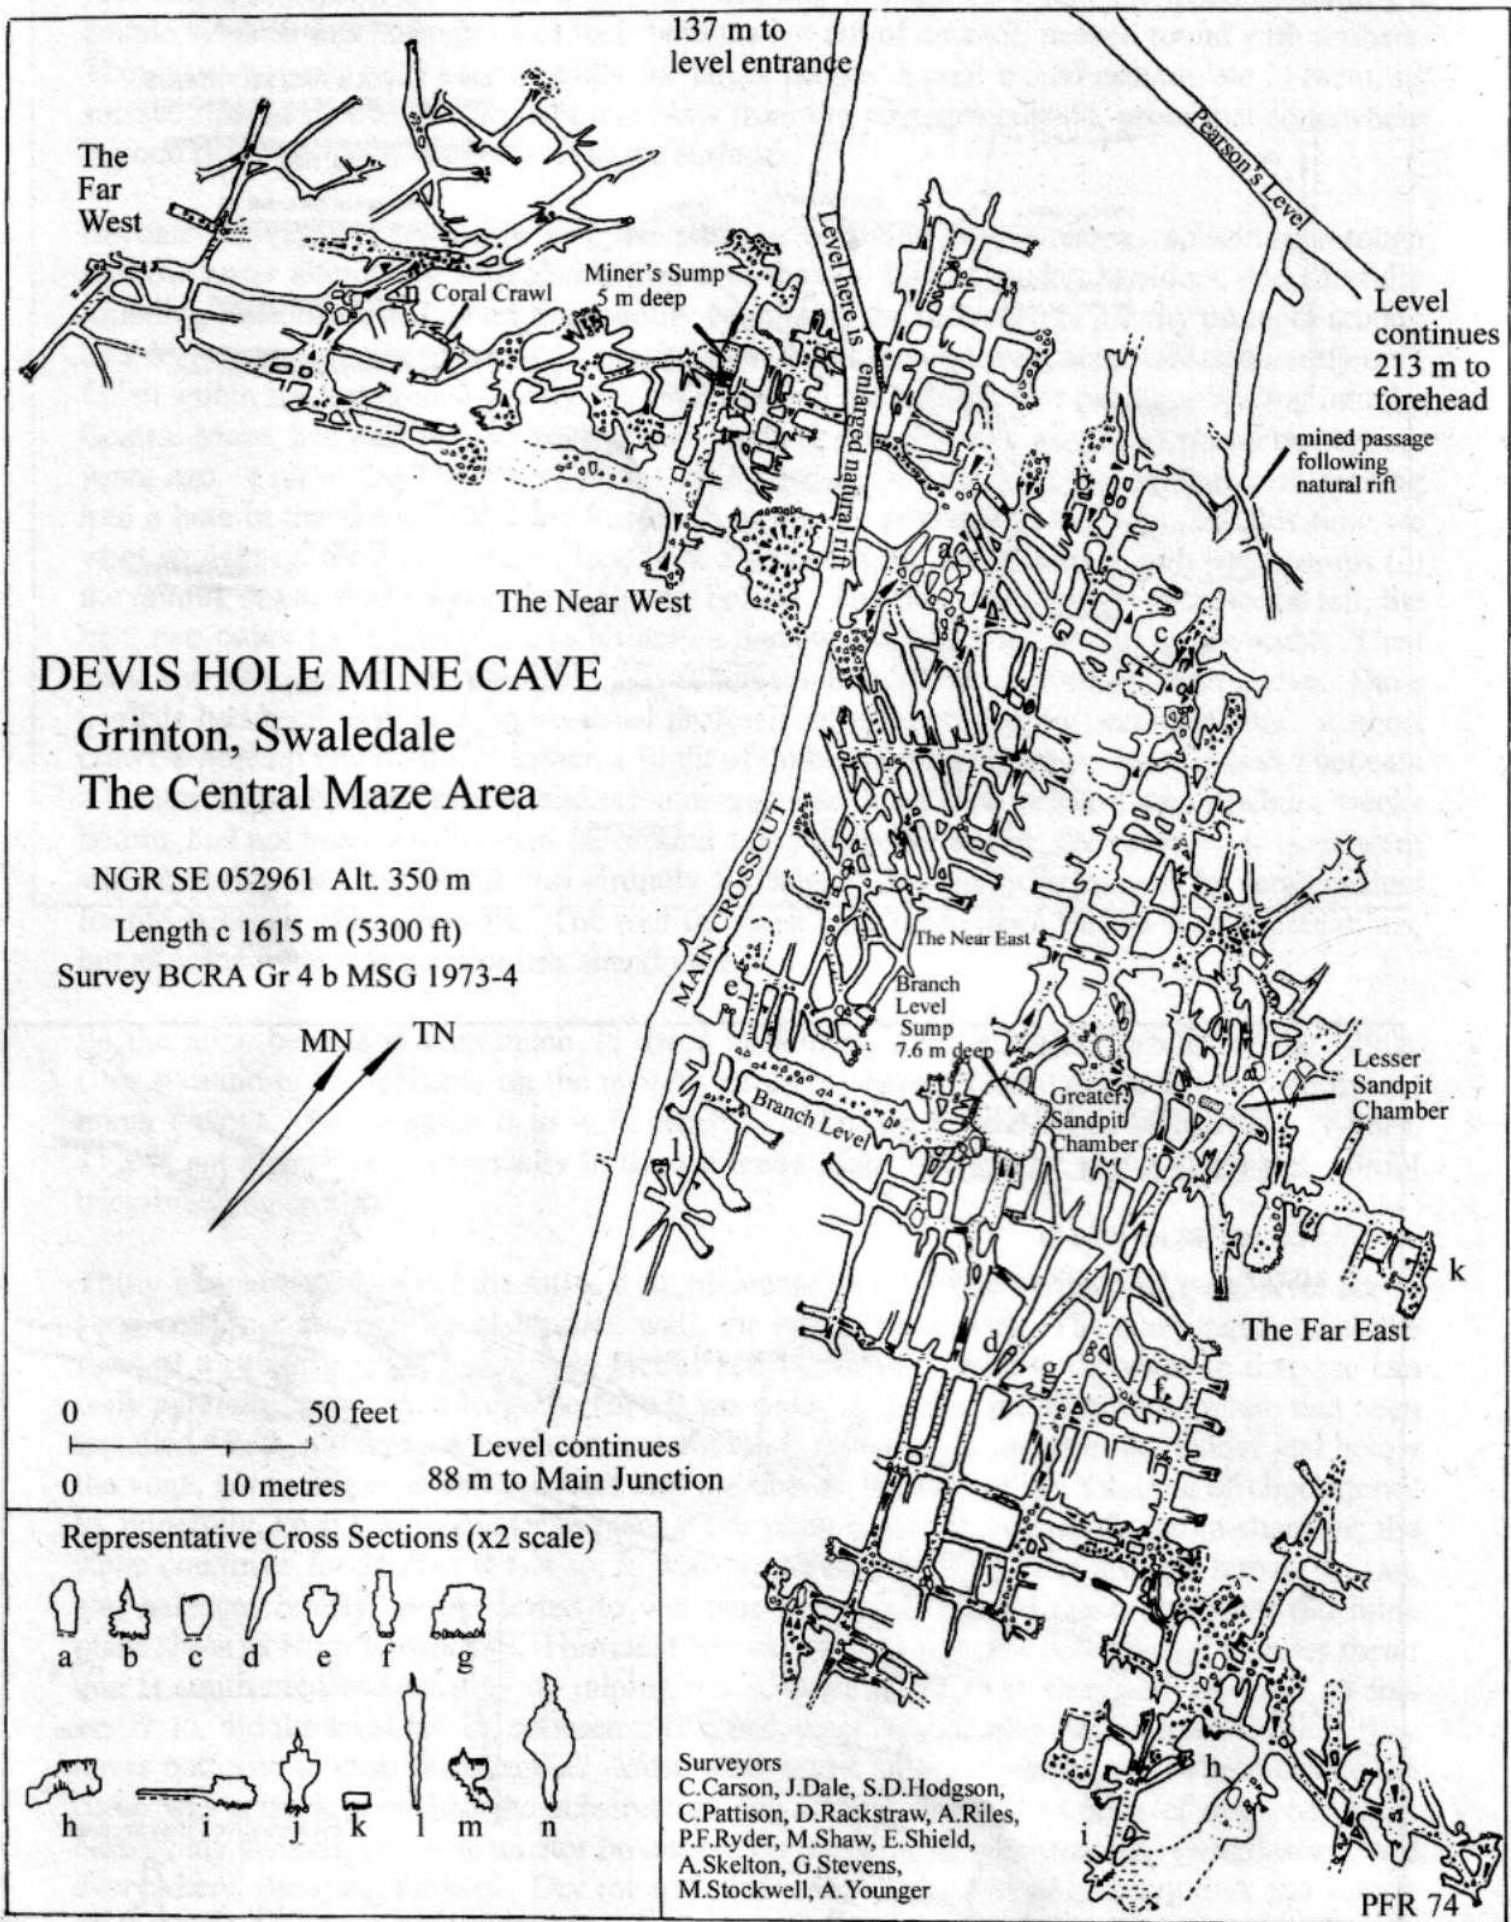 137 m to
level entrance
Pearson's Level
The
Far
West
Level here is enlarged natural rift
Miner's Sump
5 m deep
n
Coral Crawl
Level
continues
213 m to
forehead
mined passage
following
natural rift
b
a
The Near West
c
DEVIS HOLE MINE CAVE
Grinton, Swaledale
The Central Maze Area
NGR SE 052961 Alt. 350 m
Length c 1615 m (5300 ft)
Survey BCRA Gr 4 b MSG 1973-4
MAIN CROSSCUT
The Near East
e
Branch
Level
Sump
7.6 m deep
MN
TN
Lesser
Sandpit
Chamber
Greater
Sandpit
Chamber
Branch Level
l
k
The Far East
d
g
f
0 50 feet
0 10 metres
Level continues
88 m to Main Junction
j
Representative Cross Sections (x2 scale)
a b c d e f g
h i j k l m n
h
i
Surveyors
C.Carson, J.Dale, S.D.Hodgson,
C.Pattison, D.Rackstraw, A.Riles,
P.F.Ryder, M.Shaw, E.Shield,
A.Skelton, G.Stevens,
M.Stockwell, A.Younger
PFR 74